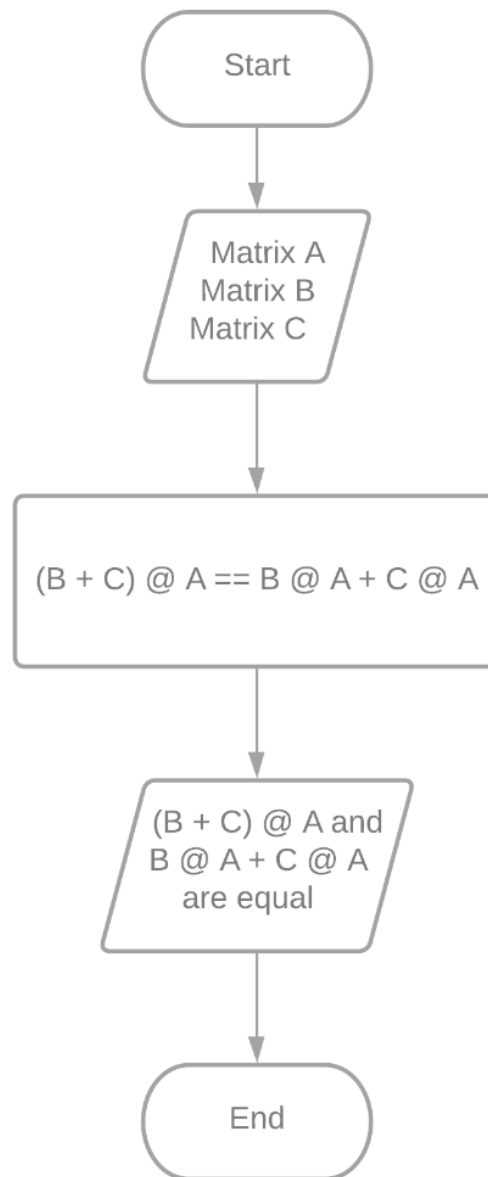 Start
Matrix A
Matrix B
Matrix C
(B + C) @ A == B @ A + C @ A
(B + C) @ A and
B @ A + C @ A
are equal
End